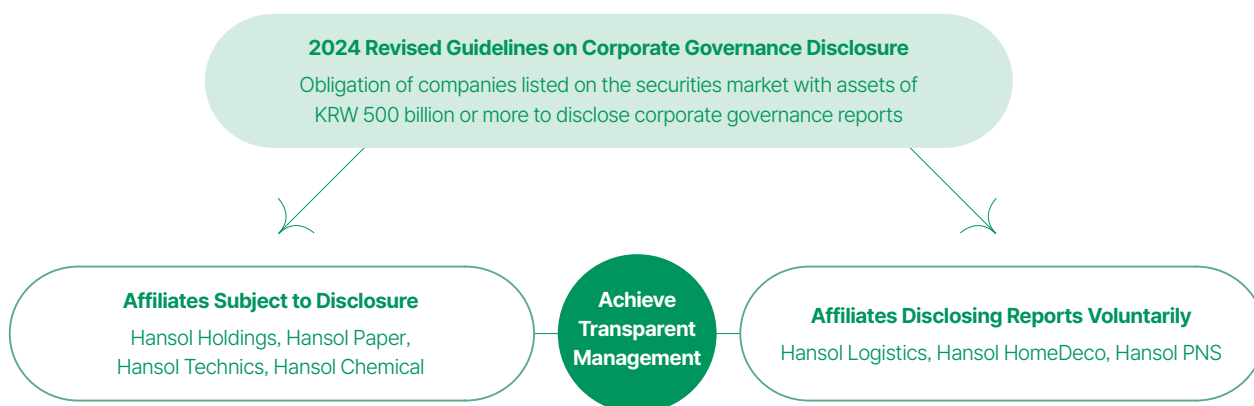 2024 Revised Guidelines on Corporate Governance Disclosure
Obligation of companies listed on the securities market with assets of
KRW 500 billion or more to disclose corporate governance reports
Affiliates Subject to Disclosure
Hansol Holdings, Hansol Paper,
Hansol Technics, Hansol Chemical
Achieve
Transparent
Management
Affiliates Disclosing Reports Voluntarily
Hansol Logistics, Hansol HomeDeco, Hansol PNS